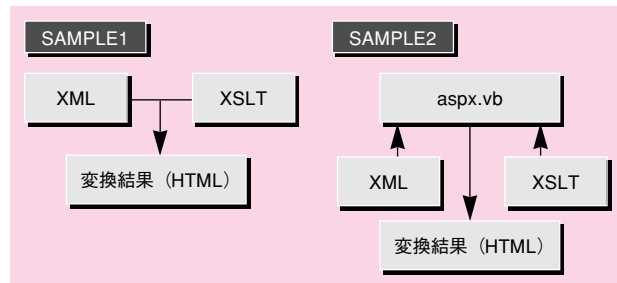 SAMPLE1
XML
XSLT
変換結果（HTML）
SAMPLE2
aspx.vb
XML
XSLT
変換結果（HTML）